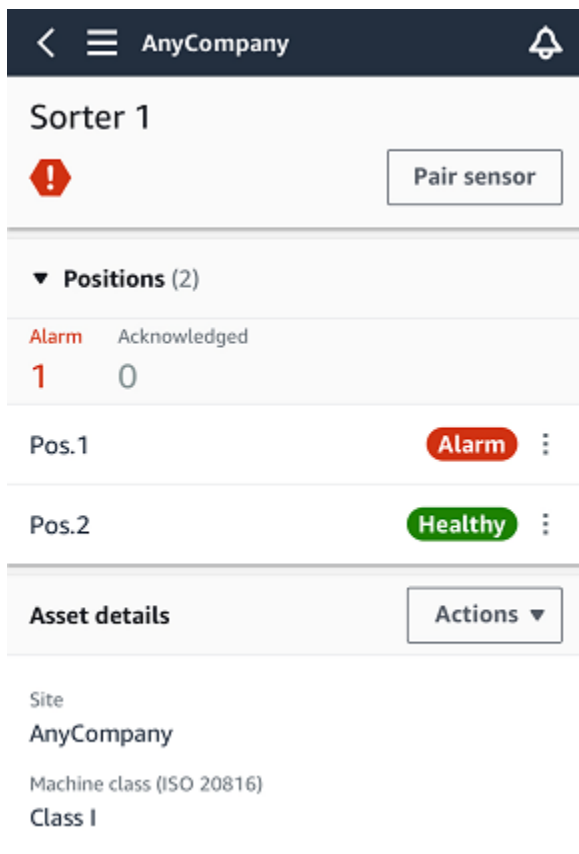 AnyCompany
Sorter 1
Pair sensor
Positions (2)
Alarm Acknowledged
1 0
Pos.1 Alarm
Pos.2 Healthy
Asset details Actions
Site
AnyCompany
Machine class (ISO 20816)
Class I